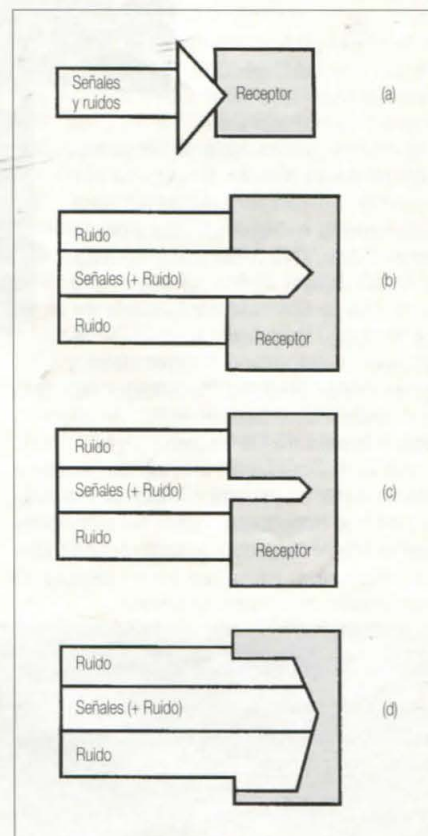 Señales
y ruidos
Receptor
(a)
Ruido
Señales (+ Ruido)
(b)
Ruido
Receptor
Ruido
Señales (+ Ruido)
(c)
Ruido
Receptor
Ruido
Señales (+ Ruido)
(d)
Ruido